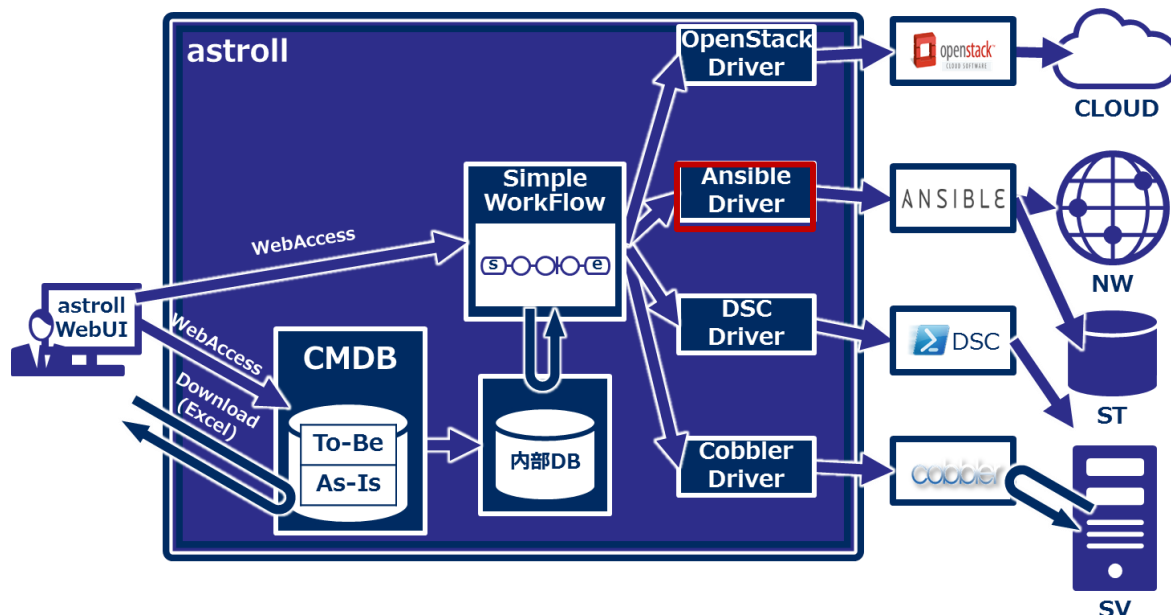 astroll
OpenStack
Driver
openstack™
CLOUD SOFTWARE
CLOUD
Simple
WorkFlow
s
e
Ansible
Driver
ANSIBLE
NW
WebAccess
astroll
WebUI
WebAccess
Download
(Excel)
CMDB
To-Be
As-Is
内部DB
DSC
Driver
DSC
ST
Cobbler
Driver
cobbler
SV